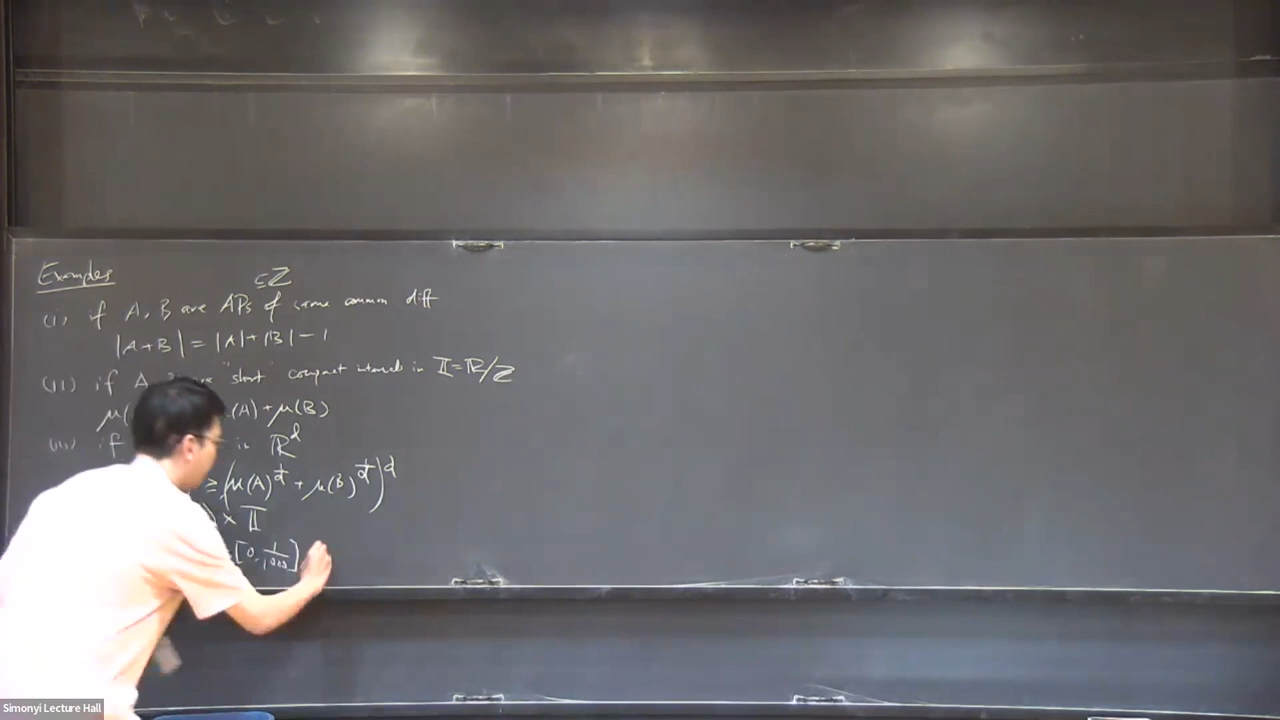 Examples
⊆ℤ
(i) if A, B are APs of same common diff
|A+B| = |A|+|B|-1
(ii) if A, "short" compact intervals in 𝕋=ℝ/ℤ
μ( (A)+μ(B)
(iii) if in ℝ^d
≥ (μ(A)^{1/d} + μ(B)^{1/d})^d
× 𝕋
[0, 1/1000]
Simonyi Lecture Hall